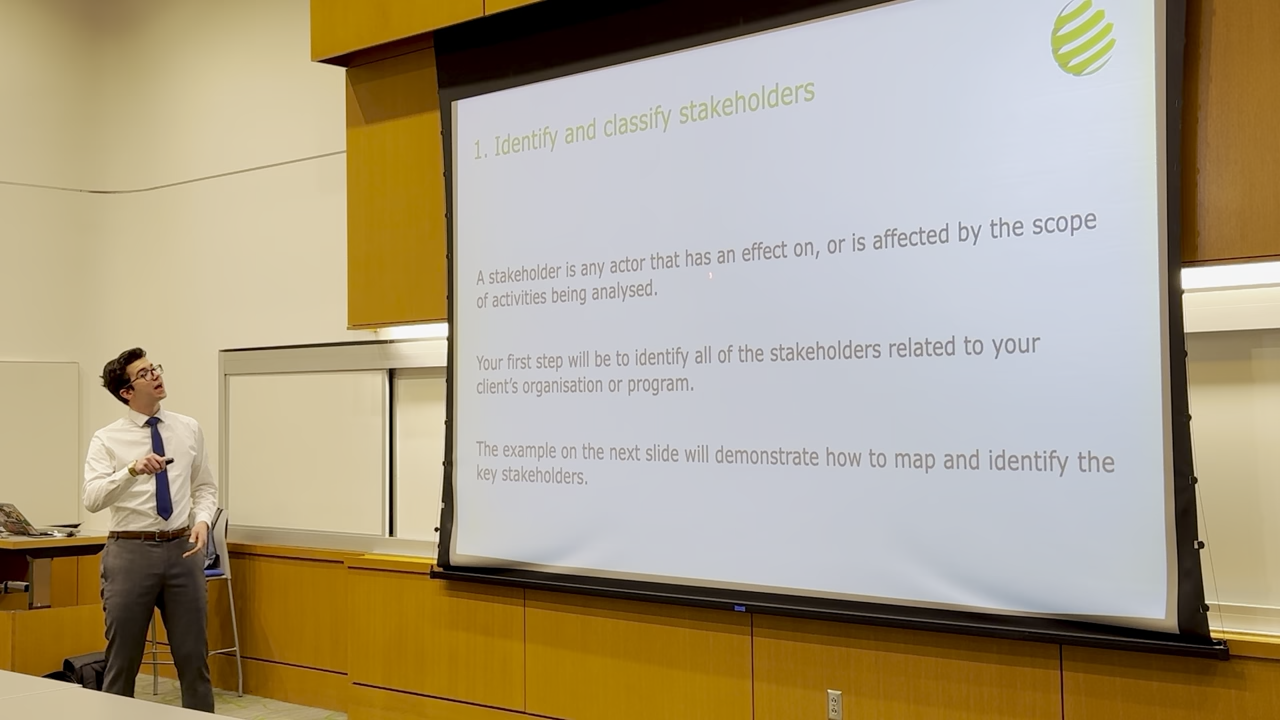 1. Identify and classify stakeholders
A stakeholder is any actor that has an effect on, or is affected by the scope
of activities being analysed.
Your first step will be to identify all of the stakeholders related to your
client's organisation or program.
The example on the next slide will demonstrate how to map and identify the
key stakeholders.